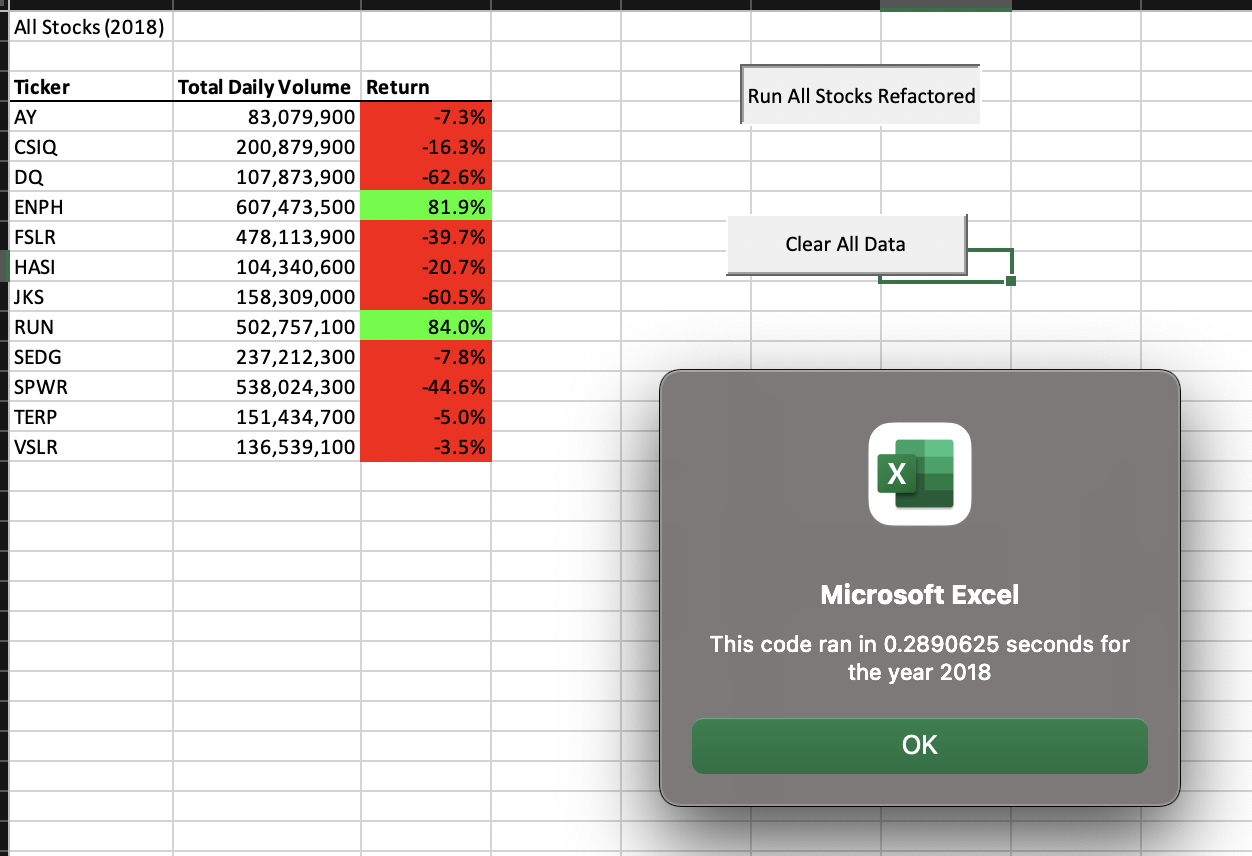 All Stocks (2018)
Ticker Total Daily Volume Return
AY 83,079,900 -7.3%
CSIQ 200,879,900 -16.3%
DQ 107,873,900 -62.6%
ENPH 607,473,500 81.9%
FSLR 478,113,900 -39.7%
HASI 104,340,600 -20.7%
JKS 158,309,000 -60.5%
RUN 502,757,100 84.0%
SEDG 237,212,300 -7.8%
SPWR 538,024,300 -44.6%
TERP 151,434,700 -5.0%
VSLR 136,539,100 -3.5%
Run All Stocks Refactored
Clear All Data
X
Microsoft Excel
This code ran in 0.2890625 seconds for
the year 2018
OK